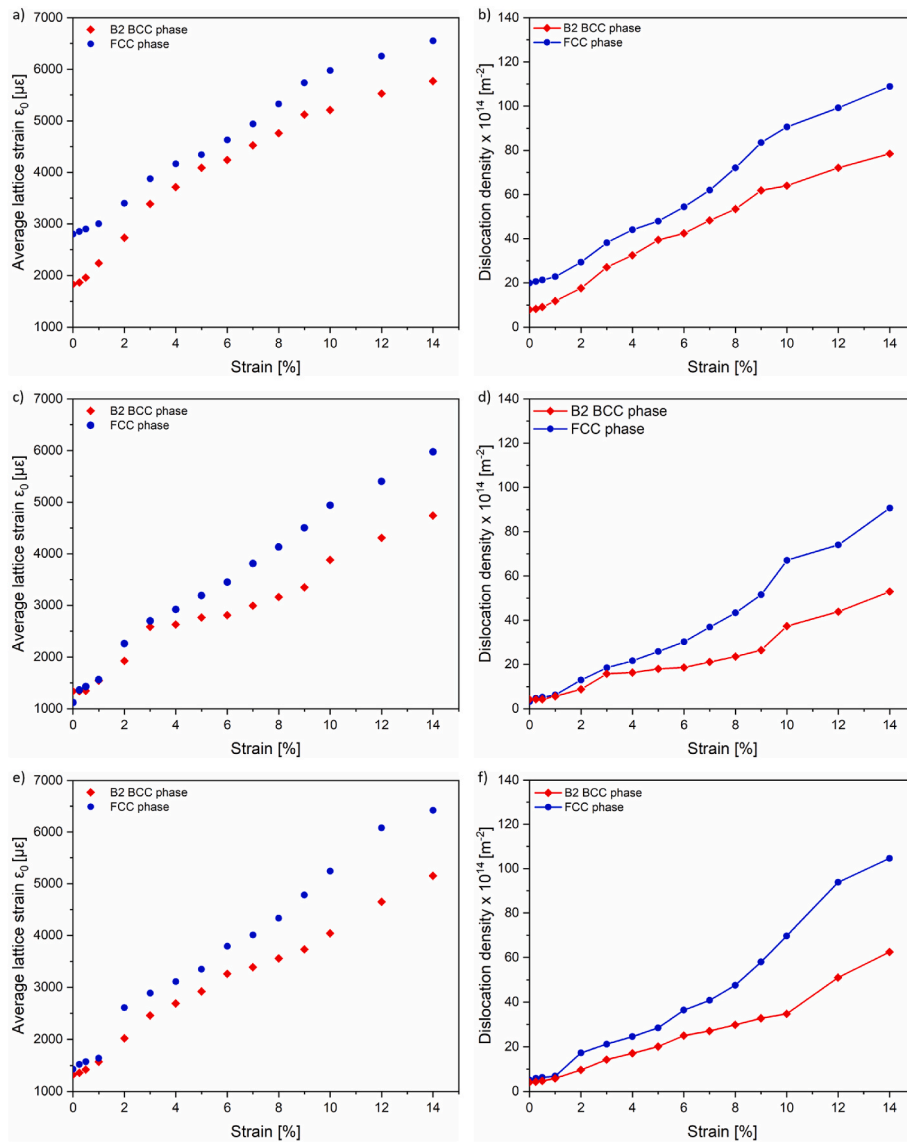 a)
7000
6000
5000
4000
3000
2000
1000
Average lattice strain ε₀ [µε]
B2 BCC phase
FCC phase
0 2 4 6 8 10 12 14
Strain [%]
b)
140
120
100
80
60
40
20
0
Dislocation density x 10¹⁴ [m⁻²]
B2 BCC phase
FCC phase
0 2 4 6 8 10 12 14
Strain [%]
c)
7000
6000
5000
4000
3000
2000
1000
Average lattice strain ε₀ [µε]
B2 BCC phase
FCC phase
0 2 4 6 8 10 12 14
Strain [%]
d)
140
120
100
80
60
40
20
0
Dislocation density x 10¹⁴ [m⁻²]
B2 BCC phase
FCC phase
0 2 4 6 8 10 12 14
Strain [%]
e)
7000
6000
5000
4000
3000
2000
1000
Average lattice strain ε₀ [µε]
B2 BCC phase
FCC phase
0 2 4 6 8 10 12 14
Strain [%]
f)
140
120
100
80
60
40
20
0
Dislocation density x 10¹⁴ [m⁻²]
B2 BCC phase
FCC phase
0 2 4 6 8 10 12 14
Strain [%]